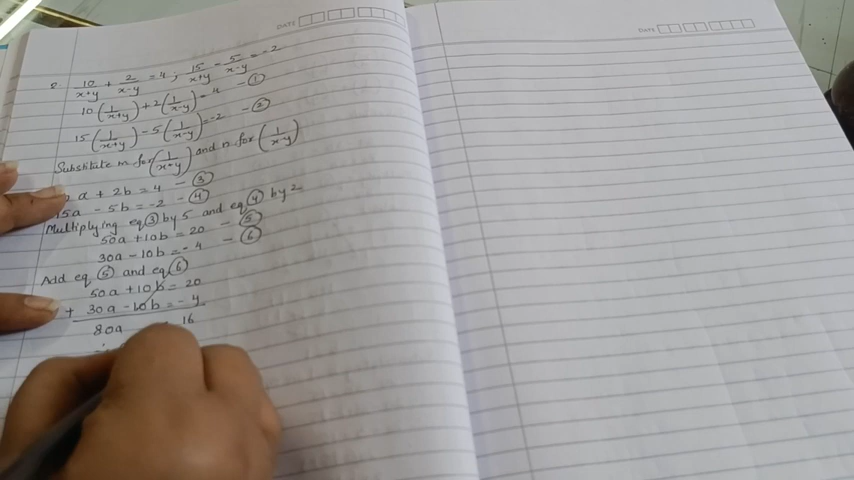 DATE
DATE
2. 10/x+y + 2/x-y = 4 ; 15/x+y - 5/x-y = -2
10(1/x+y) + 2(1/x-y) = 4 - ①
15(1/x+y) - 5(1/x-y) = -2 - ②
Substitute m for (1/x+y) and n for (1/x-y)
a + 2b = 4 - ③
15a - 5b = -2 - ④
Multiplying eq ③ by 5 and eq ④ by 2
50a + 10b = 20 - ⑤
30a - 10b = -4 - ⑥
Add eq ⑤ and eq ⑥
50a + 10b = 20
+ 30a - 10b = -4
80a 16